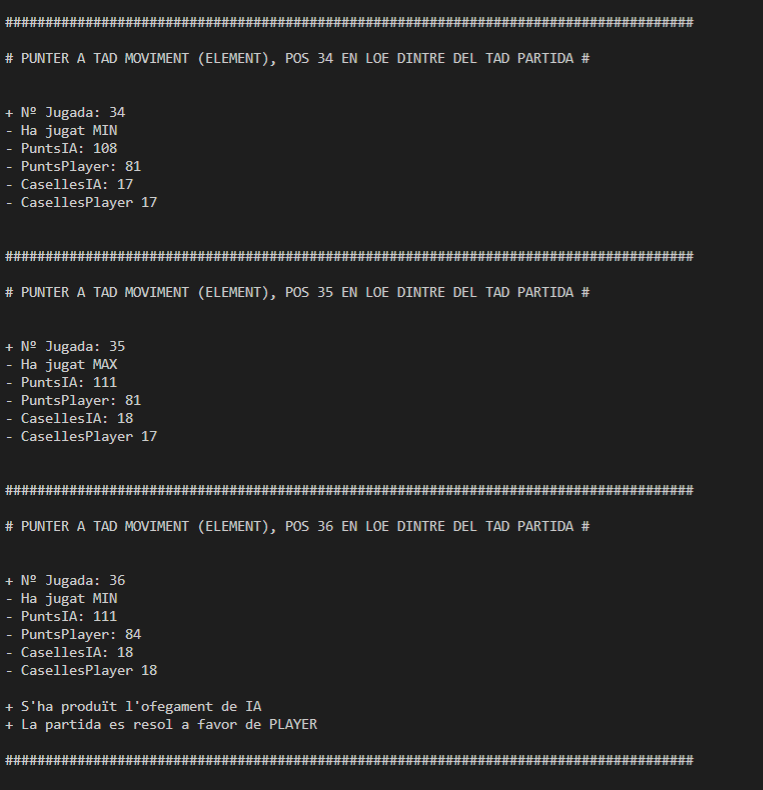 ######################################################################################
# PUNTER A TAD MOVIMENT (ELEMENT), POS 34 EN LOE DINTRE DEL TAD PARTIDA #
+ Nº Jugada: 34
- Ha jugat MIN
- PuntsIA: 108
- PuntsPlayer: 81
- CasellesIA: 17
- CasellesPlayer 17
######################################################################################
# PUNTER A TAD MOVIMENT (ELEMENT), POS 35 EN LOE DINTRE DEL TAD PARTIDA #
+ Nº Jugada: 35
- Ha jugat MAX
- PuntsIA: 111
- PuntsPlayer: 81
- CasellesIA: 18
- CasellesPlayer 17
######################################################################################
# PUNTER A TAD MOVIMENT (ELEMENT), POS 36 EN LOE DINTRE DEL TAD PARTIDA #
+ Nº Jugada: 36
- Ha jugat MIN
- PuntsIA: 111
- PuntsPlayer: 84
- CasellesIA: 18
- CasellesPlayer 18
+ S'ha produït l'ofegament de IA
+ La partida es resol a favor de PLAYER
######################################################################################